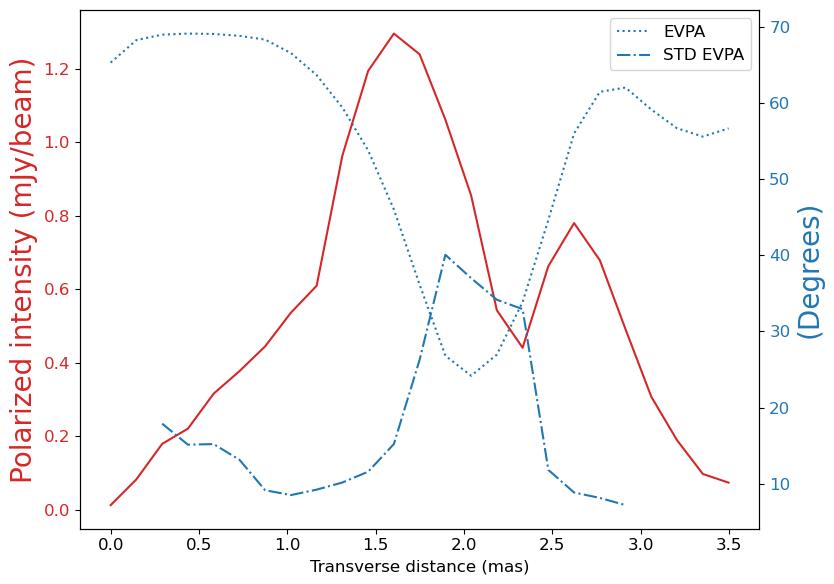 EVPA
STD EVPA
Polarized intensity (mJy/beam)
1.2
1.0
0.8
0.6
0.4
0.2
0.0
70
60
50
40
30
20
10
(Degrees)
0.0 0.5 1.0 1.5 2.0 2.5 3.0 3.5
Transverse distance (mas)